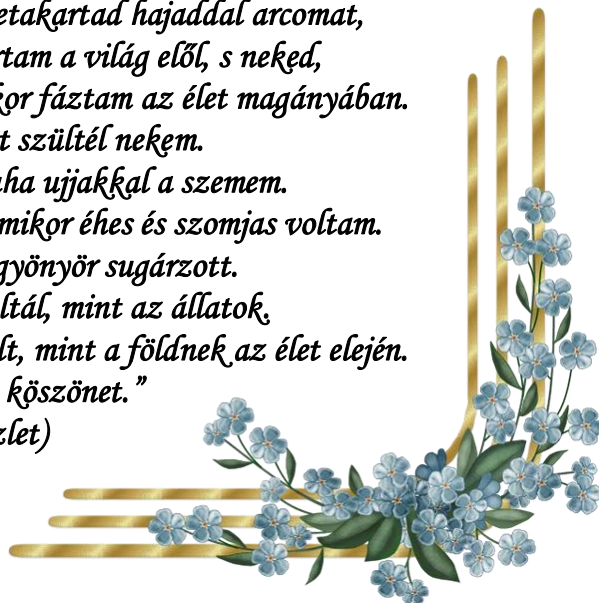 etakartad hajaddal arcomat,
rtam a világ elől, s neked,
kor fáztam az élet magányában.
t szültél nekem.
uha ujjakkal a szemem.
mikor éhes és szomjas voltam.
gyönyör sugárzott.
ltál, mint az állatok.
lt, mint a földnek az élet elején.
köszönet.”
zlet)